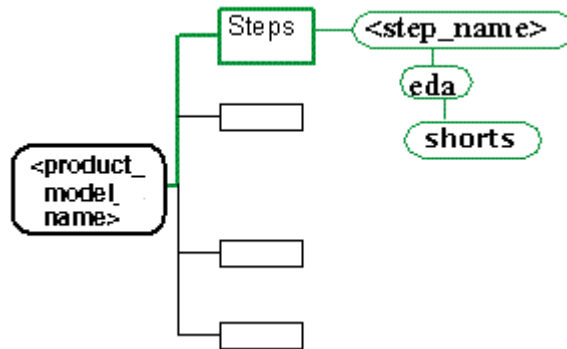 Steps
<step_name>
eda
shorts
<product_
model_
name>